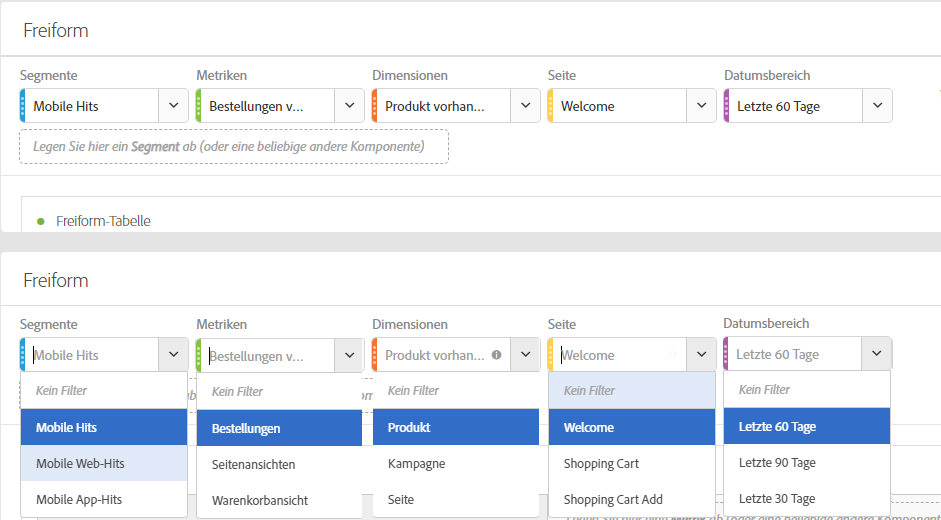 Freiform
Segmente Metriken Dimensionen Seite Datumsbereich
Mobile Hits Bestellungen v... Produkt vorhan... Welcome Letzte 60 Tage
Legen Sie hier ein Segment ab (oder eine beliebige andere Komponente)
Freiform-Tabelle
Freiform
Segmente Metriken Dimensionen Seite Datumsbereich
Mobile Hits Bestellungen v... Produkt vorhan... Welcome Letzte 60 Tage
Kein Filter Kein Filter Kein Filter Kein Filter Kein Filter
Mobile Hits Bestellungen Produkt Welcome Letzte 60 Tage
Mobile Web-Hits Seitenansichten Kampagne Shopping Cart Letzte 90 Tage
Mobile App-Hits Warenkorbansicht Seite Shopping Cart Add Letzte 30 Tage